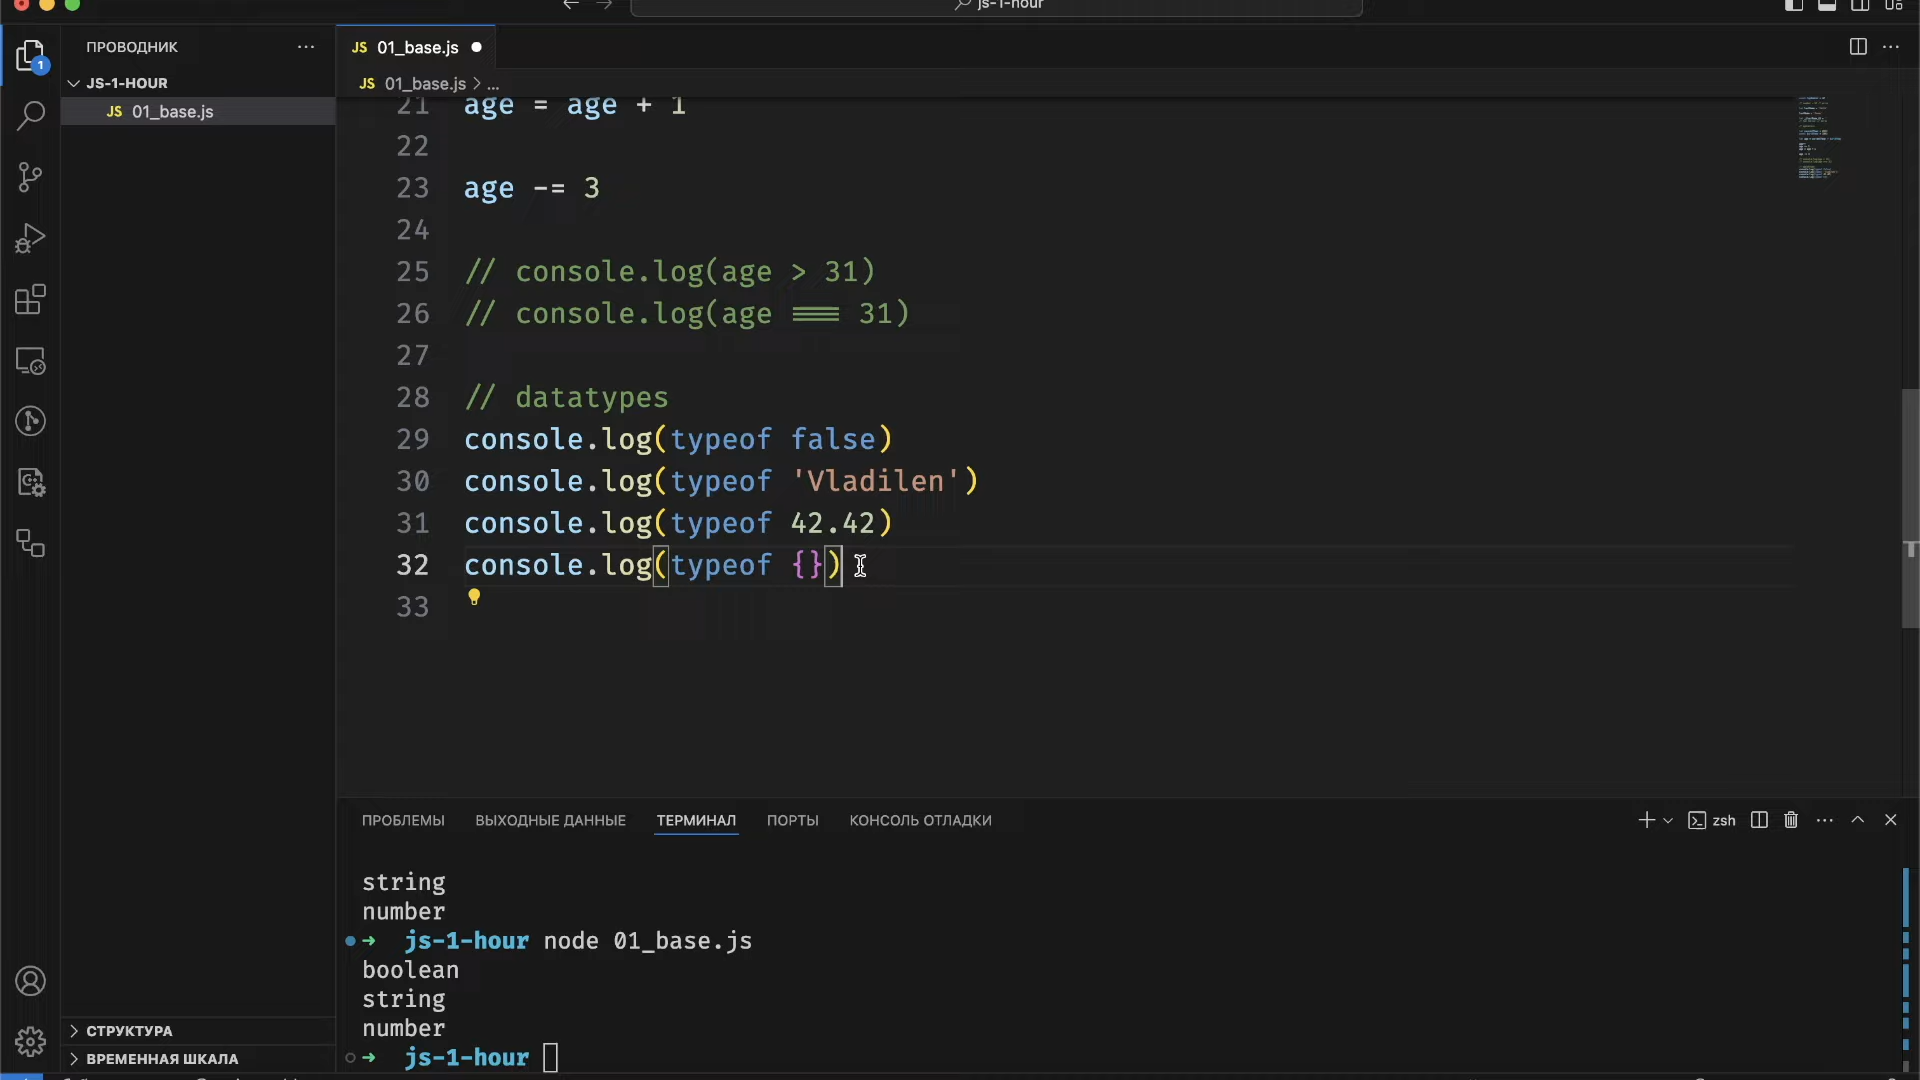 js-1-hour
ПРОВОДНИК
JS 01_base.js
JS-1-HOUR
JS 01_base.js > ...
JS 01_base.js
1
21 age = age + 1
22
23 age -= 3
24
25 // console.log(age > 31)
26 // console.log(age === 31)
27
28 // datatypes
29 console.log(typeof false)
30 console.log(typeof 'Vladilen')
31 console.log(typeof 42.42)
32 console.log(typeof {})
33
ПРОБЛЕМЫ ВЫХОДНЫЕ ДАННЫЕ ТЕРМИНАЛ ПОРТЫ КОНСОЛЬ ОТЛАДКИ
zsh
string
number
➜ js-1-hour node 01_base.js
boolean
string
number
➜ js-1-hour
СТРУКТУРА
ВРЕМЕННАЯ ШКАЛА